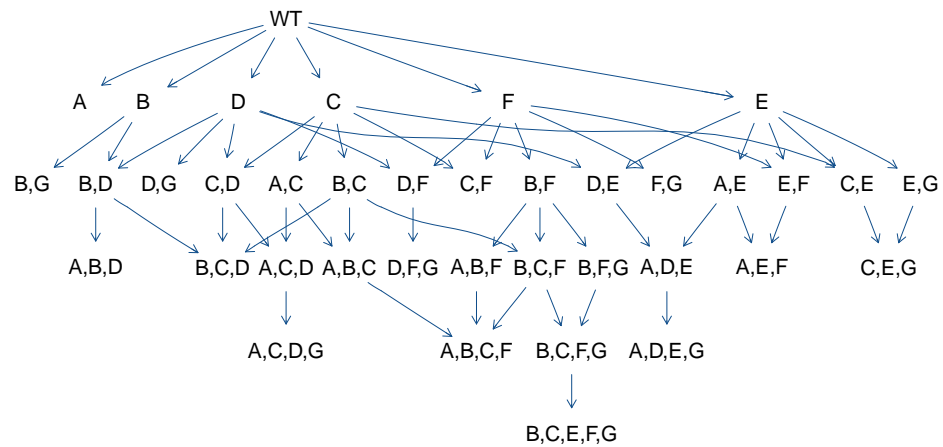 WT
A B D C F E
B,G B,D D,G C,D A,C B,C D,F C,F B,F D,E F,G A,E E,F C,E E,G
A,B,D B,C,D A,C,D A,B,C D,F,G A,B,F B,C,F B,F,G A,D,E A,E,F C,E,G
A,C,D,G A,B,C,F B,C,F,G A,D,E,G
B,C,E,F,G